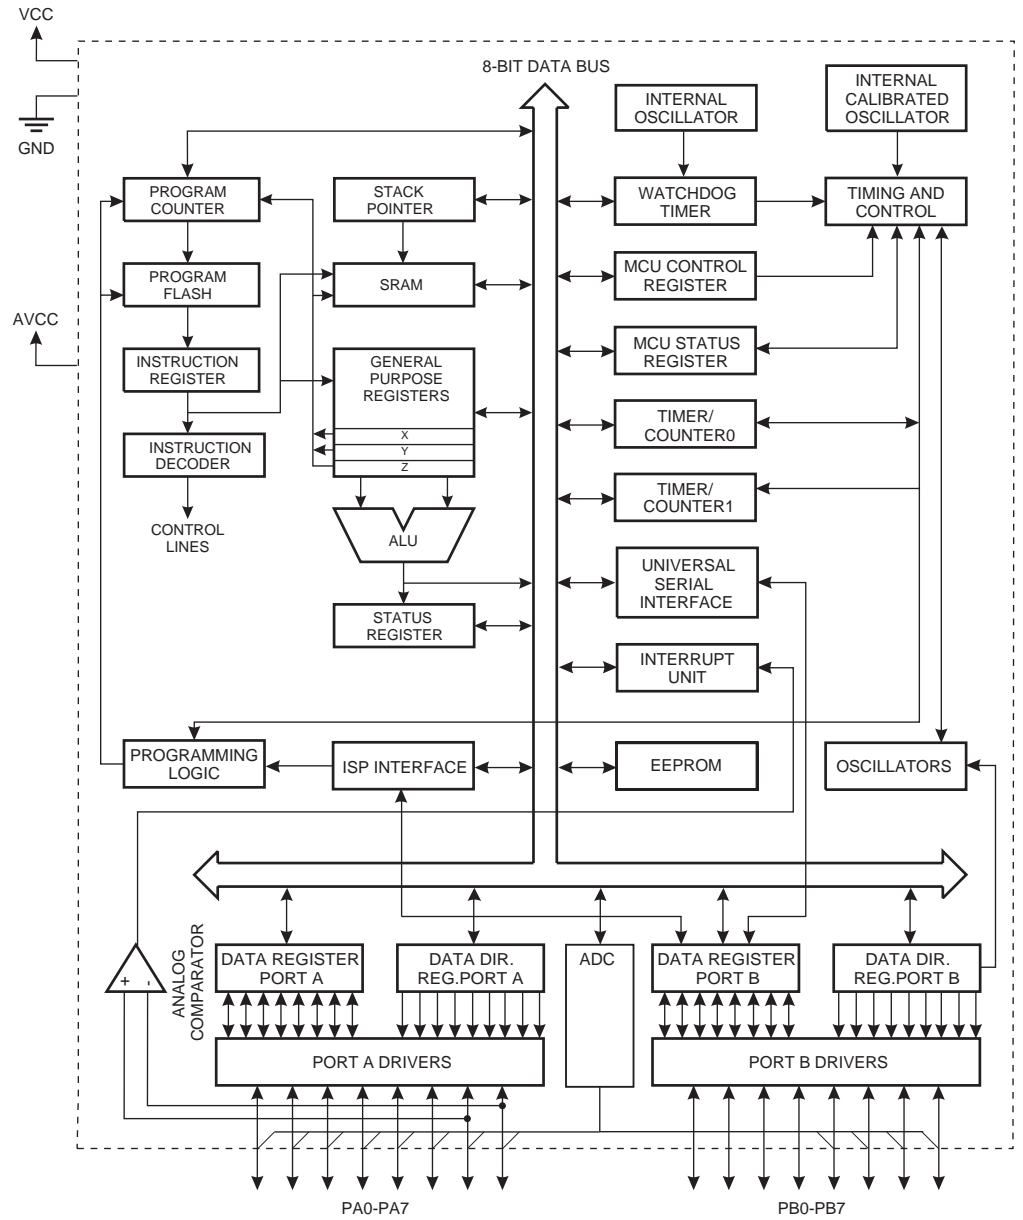 VCC
8-BIT DATA BUS
INTERNAL
OSCILLATOR
INTERNAL
CALIBRATED
OSCILLATOR
GND
PROGRAM
COUNTER
STACK
POINTER
WATCHDOG
TIMER
TIMING AND
CONTROL
PROGRAM
FLASH
SRAM
MCU CONTROL
REGISTER
AVCC
INSTRUCTION
REGISTER
GENERAL
PURPOSE
REGISTERS
X
Y
Z
MCU STATUS
REGISTER
INSTRUCTION
DECODER
TIMER/
COUNTER0
CONTROL
LINES
ALU
TIMER/
COUNTER1
UNIVERSAL
SERIAL
INTERFACE
STATUS
REGISTER
INTERRUPT
UNIT
PROGRAMMING
LOGIC
ISP INTERFACE
EEPROM
OSCILLATORS
+
-
ANALOG
COMPARATOR
DATA REGISTER
PORT A
DATA DIR.
REG.PORT A
ADC
DATA REGISTER
PORT B
DATA DIR.
REG.PORT B
PORT A DRIVERS
PORT B DRIVERS
PA0-PA7
PB0-PB7